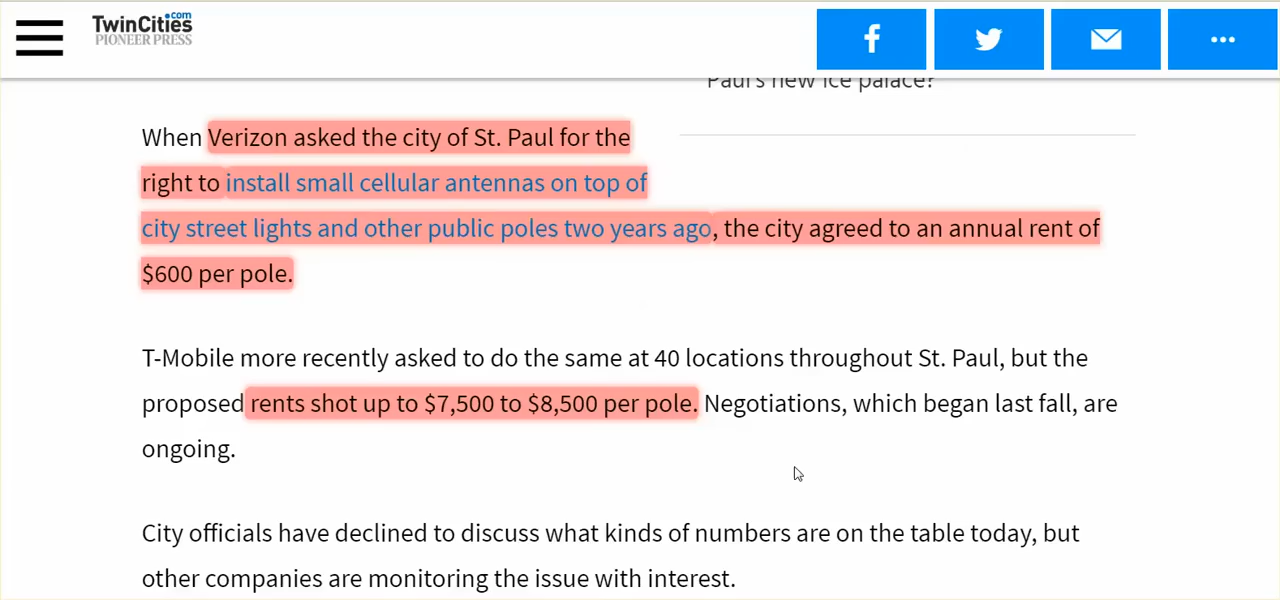 TwinCities.com
PIONEER PRESS
Paul's new ice palace?
When Verizon asked the city of St. Paul for the
right to install small cellular antennas on top of
city street lights and other public poles two years ago, the city agreed to an annual rent of
$600 per pole.
T-Mobile more recently asked to do the same at 40 locations throughout St. Paul, but the
proposed rents shot up to $7,500 to $8,500 per pole. Negotiations, which began last fall, are
ongoing.
City officials have declined to discuss what kinds of numbers are on the table today, but
other companies are monitoring the issue with interest.